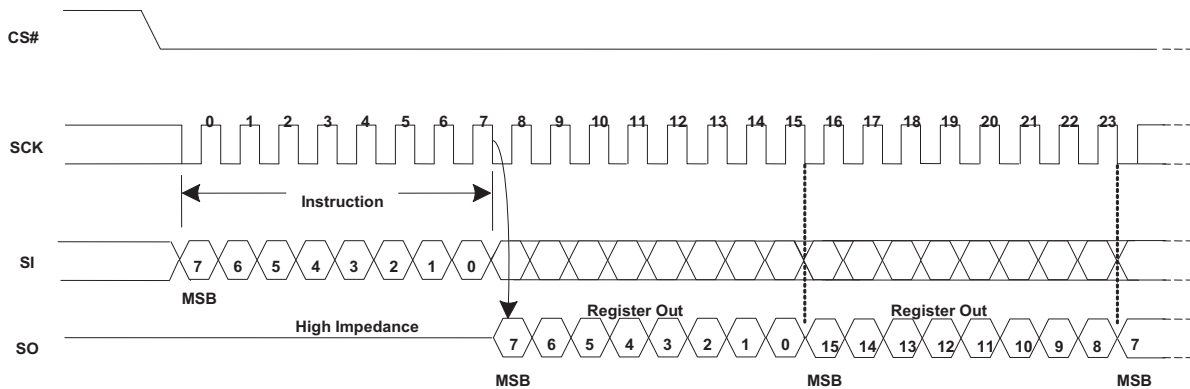 CS#
0 1 2 3 4 5 6 7 8 9 10 11 12 13 14 15 16 17 18 19 20 21 22 23
SCK
Instruction
SI
7 6 5 4 3 2 1 0
MSB
High Impedance
Register Out
Register Out
SO
7 6 5 4 3 2 1 0 15 14 13 12 11 10 9 8 7
MSB
MSB
MSB